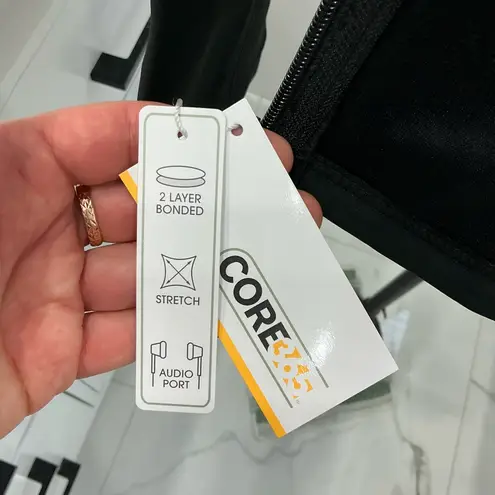 2 LAYER
BONDED
STRETCH
AUDIO
PORT
CORE